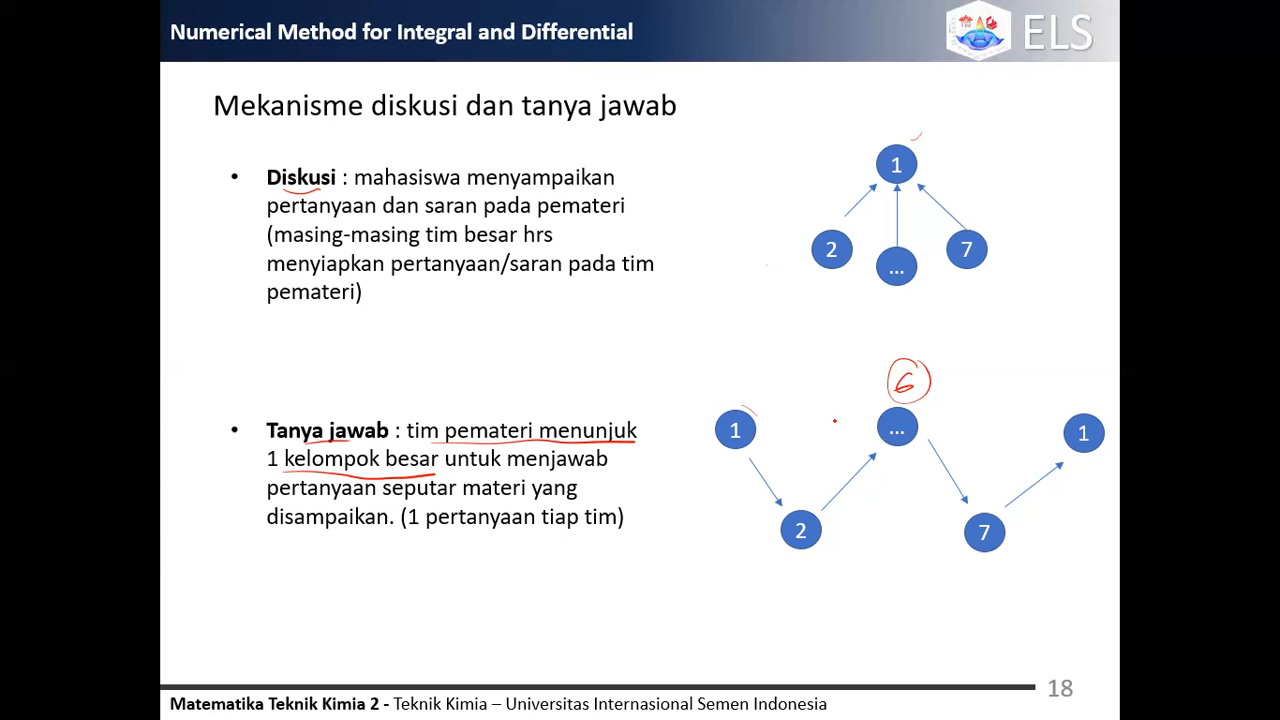 Numerical Method for Integral and Differential
ELS
Mekanisme diskusi dan tanya jawab
• Diskusi : mahasiswa menyampaikan
pertanyaan dan saran pada pemateri
(masing-masing tim besar hrs
menyiapkan pertanyaan/saran pada tim
pemateri)
1
2
...
7
• Tanya jawab : tim pemateri menunjuk
1 kelompok besar untuk menjawab
pertanyaan seputar materi yang
disampaikan. (1 pertanyaan tiap tim)
6
1
...
1
2
7
18
Matematika Teknik Kimia 2 - Teknik Kimia – Universitas Internasional Semen Indonesia